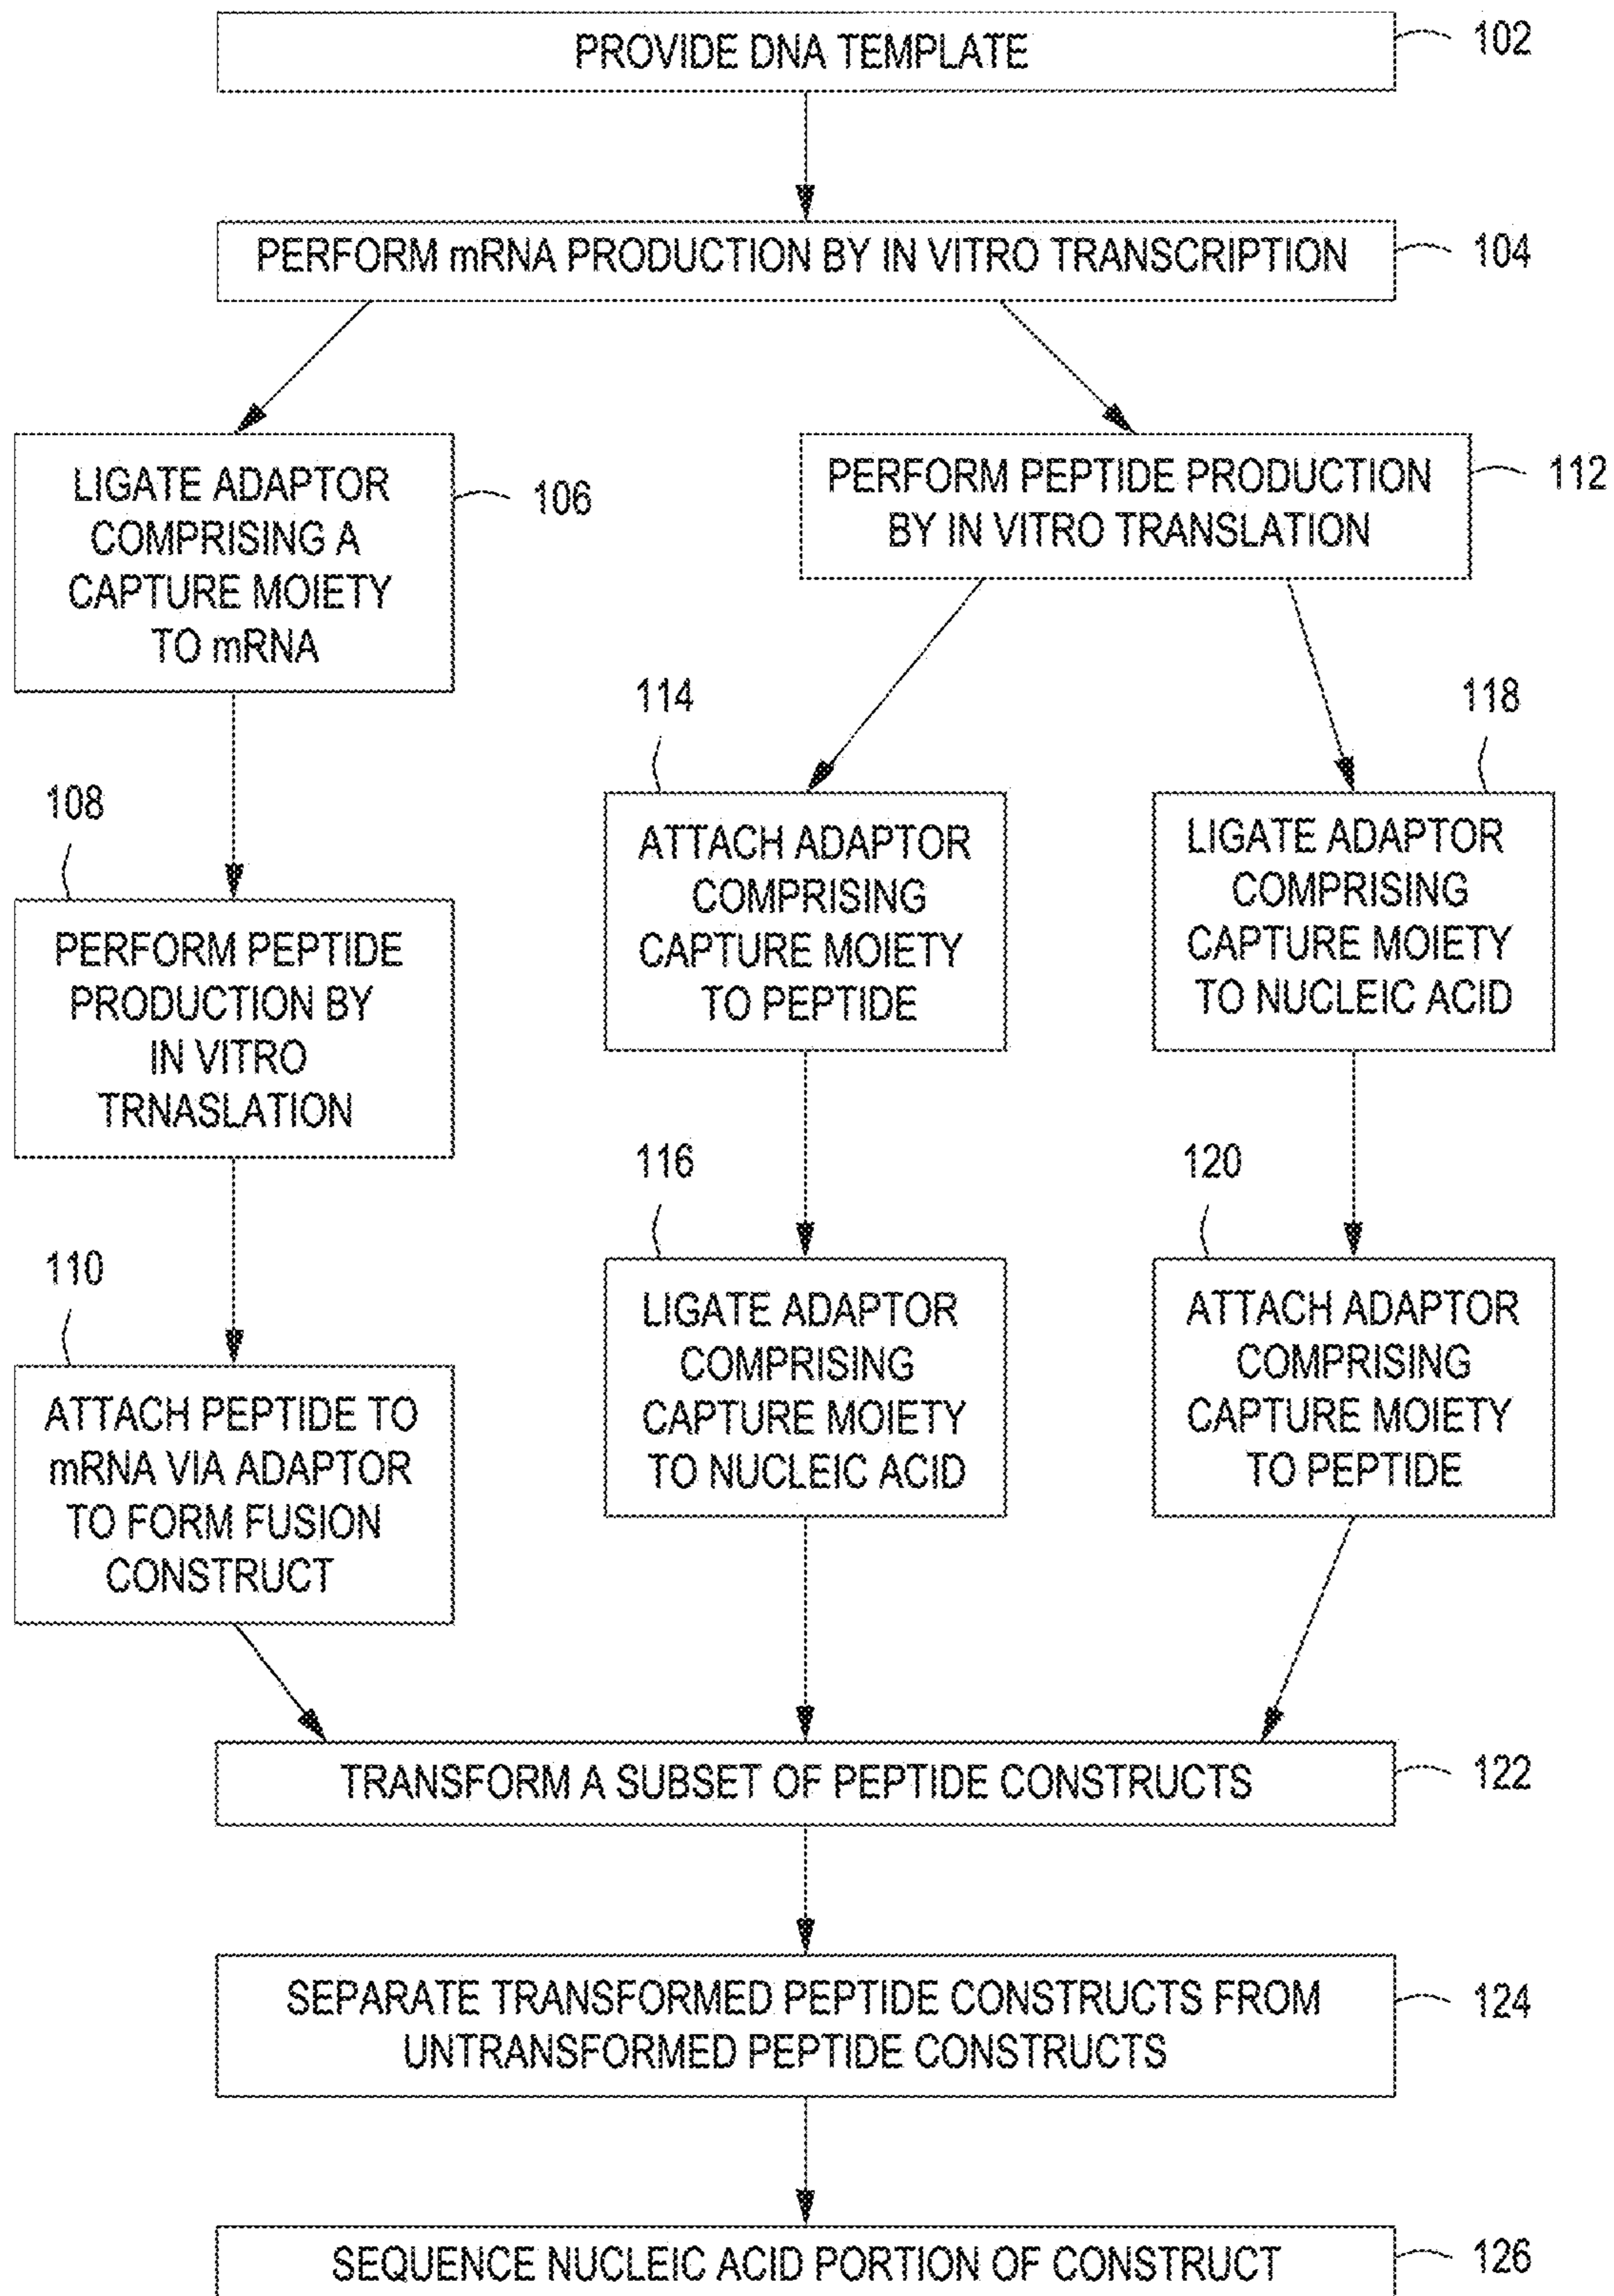 PROVIDE DNA TEMPLATE
102
PERFORM mRNA PRODUCTION BY IN VITRO TRANSCRIPTION
104
LIGATE ADAPTOR
COMPRISING A
CAPTURE MOIETY
TO mRNA
106
PERFORM PEPTIDE PRODUCTION
BY IN VITRO TRANSLATION
112
108
PERFORM PEPTIDE
PRODUCTION BY
IN VITRO
TRNASLATION
114
ATTACH ADAPTOR
COMPRISING
CAPTURE MOIETY
TO PEPTIDE
118
LIGATE ADAPTOR
COMPRISING
CAPTURE MOIETY
TO NUCLEIC ACID
110
ATTACH PEPTIDE TO
mRNA VIA ADAPTOR
TO FORM FUSION
CONSTRUCT
116
LIGATE ADAPTOR
COMPRISING
CAPTURE MOIETY
TO NUCLEIC ACID
120
ATTACH ADAPTOR
COMPRISING
CAPTURE MOIETY
TO PEPTIDE
TRANSFORM A SUBSET OF PEPTIDE CONSTRUCTS
122
SEPARATE TRANSFORMED PEPTIDE CONSTRUCTS FROM
UNTRANSFORMED PEPTIDE CONSTRUCTS
124
SEQUENCE NUCLEIC ACID PORTION OF CONSTRUCT
126